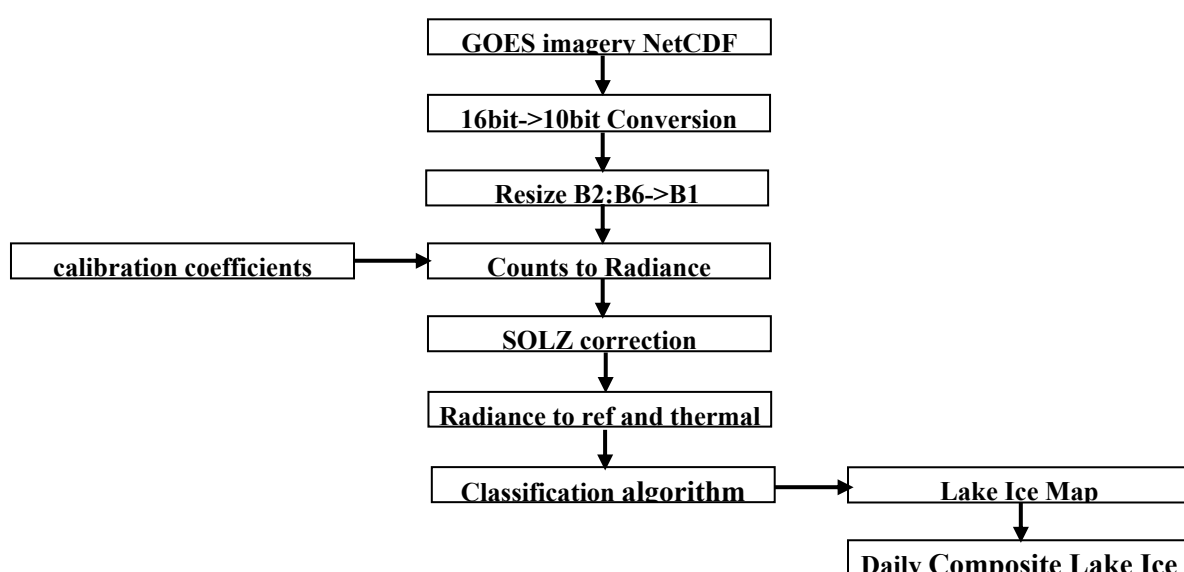 GOES imagery NetCDF
16bit->10bit Conversion
Resize B2:B6->B1
calibration coefficients
Counts to Radiance
SOLZ correction
Radiance to ref and thermal
Classification algorithm
Lake Ice Map
Daily Composite Lake Ice